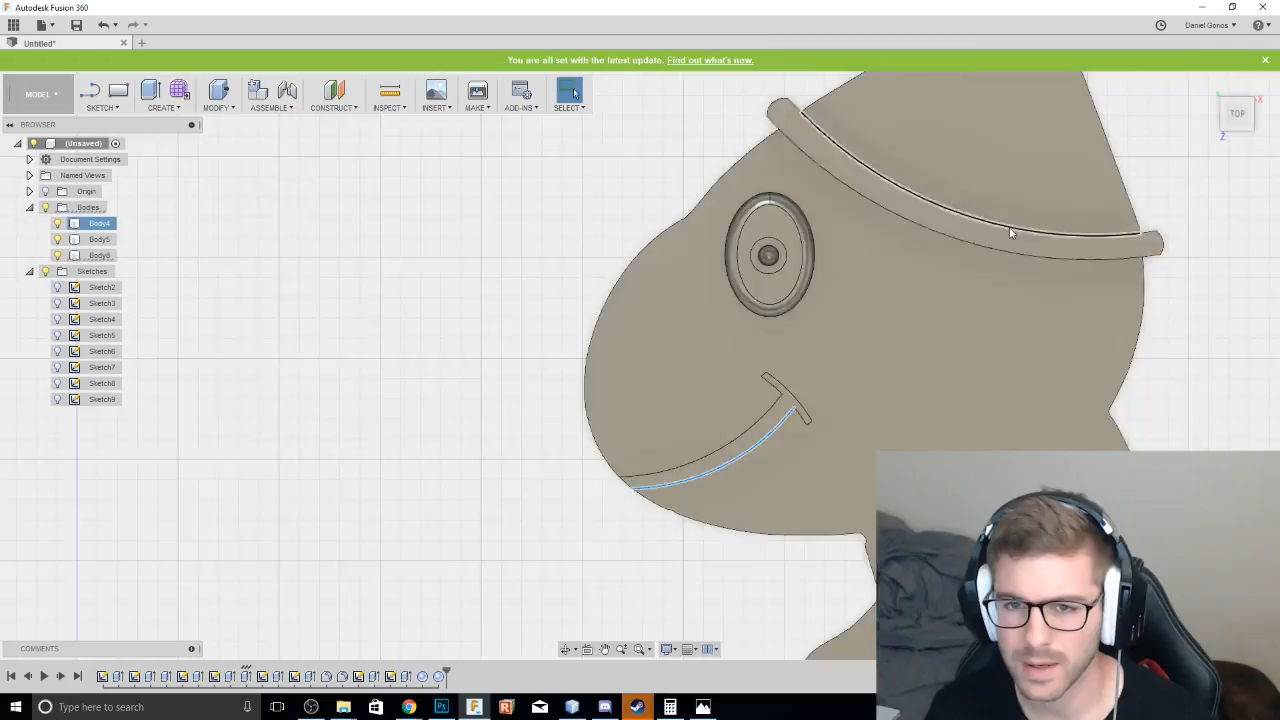 Autodesk Fusion 360
Daniel Gonos
Untitled*
You are all set with the latest update. Find out what's new.
MODEL
SKETCH
CREATE
MODIFY
ASSEMBLE
CONSTRUCT
INSPECT
INSERT
MAKE
ADD-INS
SELECT
BROWSER
(Unsaved)
Document Settings
Named Views
Origin
Bodies
Body4
Body5
Body6
Sketches
Sketch2
Sketch3
Sketch4
Sketch5
Sketch6
Sketch7
Sketch8
Sketch9
X
TOP
Z
COMMENTS
Type here to search